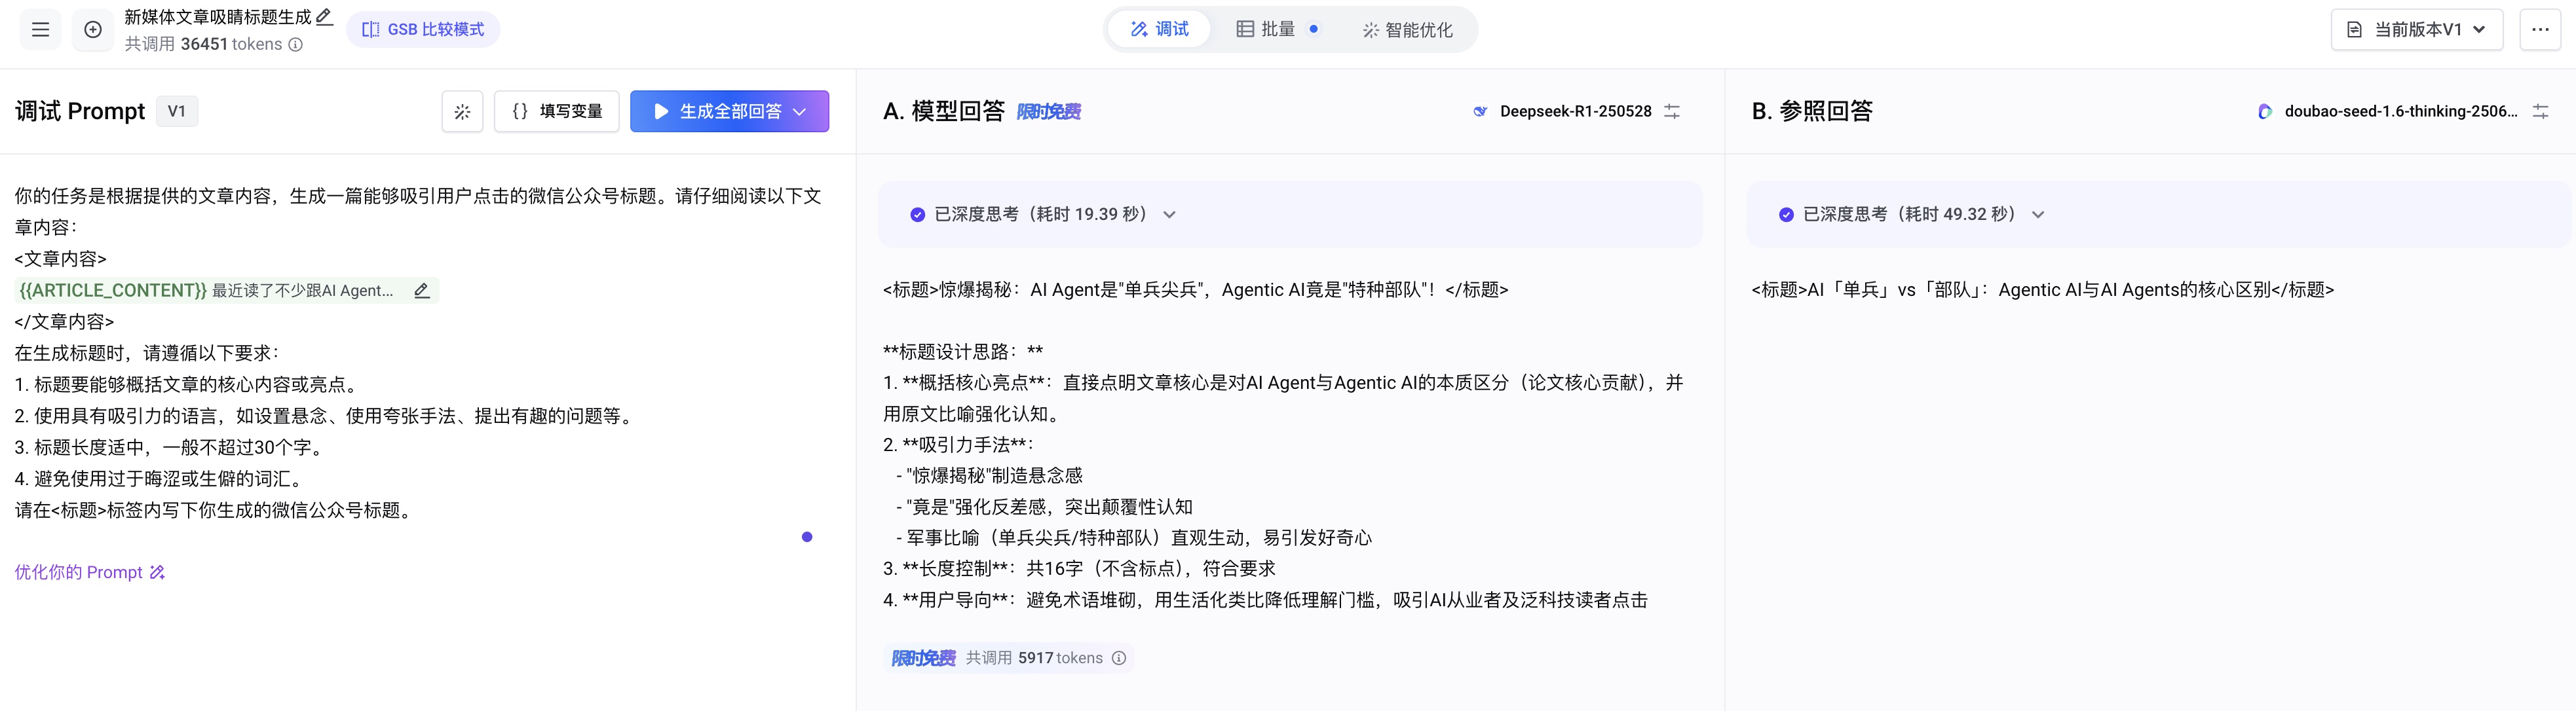 新媒体文章吸睛标题生成
共调用 36451 tokens
GSB 比较模式
调试
批量
智能优化
当前版本V1
调试 Prompt V1
填写变量
生成全部回答
你的任务是根据提供的文章内容，生成一篇能够吸引用户点击的微信公众号标题。请仔细阅读以下文
章内容：
<文章内容>
{{ARTICLE_CONTENT}} 最近读了不少跟AI Agent...
</文章内容>
在生成标题时，请遵循以下要求：
1. 标题要能够概括文章的核心内容或亮点。
2. 使用具有吸引力的语言，如设置悬念、使用夸张手法、提出有趣的问题等。
3. 标题长度适中，一般不超过30个字。
4. 避免使用过于晦涩或生僻的词汇。
请在<标题>标签内写下你生成的微信公众号标题。
优化你的 Prompt
A. 模型回答 限时免费
Deepseek-R1-250528
已深度思考（耗时 19.39 秒）
<标题>惊爆揭秘：AI Agent是"单兵尖兵"，Agentic AI竟是"特种部队"！</标题>
**标题设计思路：**
1. **概括核心亮点**：直接点明文章核心是对AI Agent与Agentic AI的本质区分（论文核心贡献），并
用原文比喻强化认知。
2. **吸引力手法**：
- "惊爆揭秘"制造悬念感
- "竟是"强化反差感，突出颠覆性认知
- 军事比喻（单兵尖兵/特种部队）直观生动，易引发好奇心
3. **长度控制**：共16字（不含标点），符合要求
4. **用户导向**：避免术语堆砌，用生活化类比降低理解门槛，吸引AI从业者及泛科技读者点击
限时免费 共调用 5917 tokens
B. 参照回答
doubao-seed-1.6-thinking-2506...
已深度思考（耗时 49.32 秒）
<标题>AI「单兵」vs「部队」：Agentic AI与AI Agents的核心区别</标题>